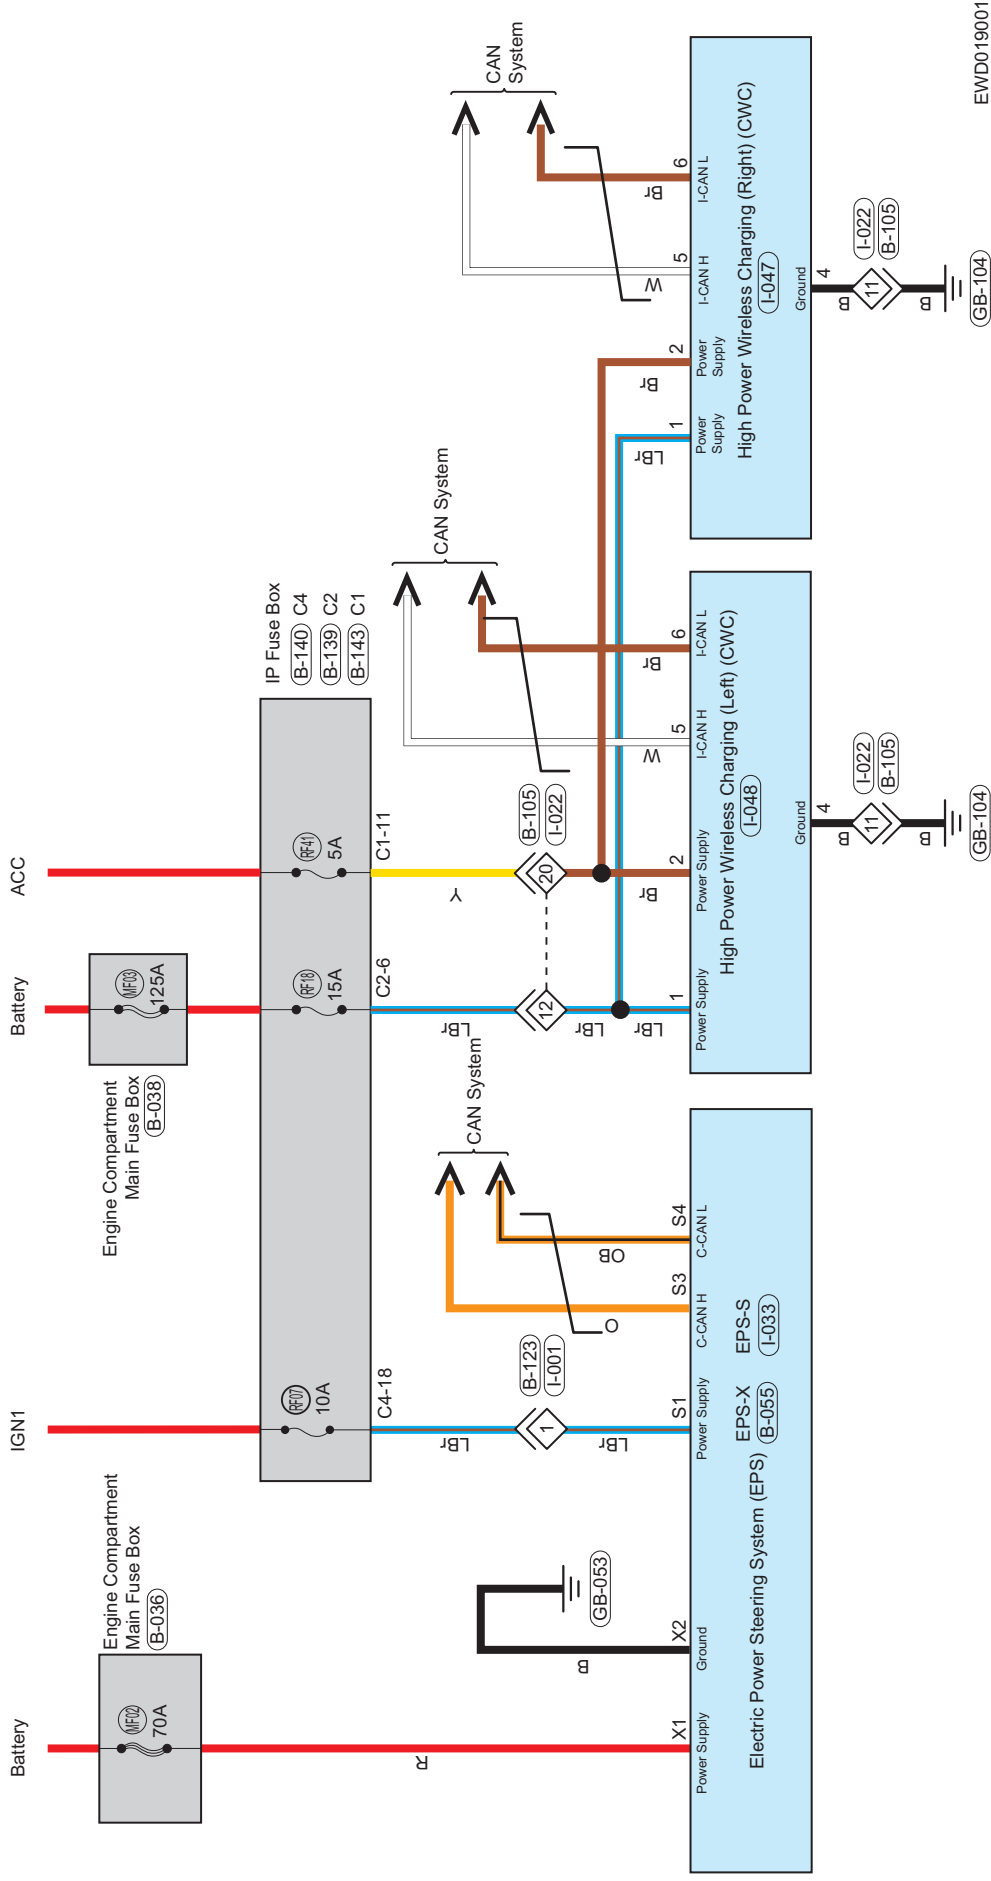 Battery
IGN1
Battery
ACC
Engine Compartment
Main Fuse Box
B-036
MF02
70A
Engine Compartment
Main Fuse Box
B-038
MF03
125A
IP Fuse Box
B-140 C4
B-139 C2
B-143 C1
RF07
10A
RF18
15A
RF41
5A
C4-18
C2-6
C1-11
R
B
GB-053
LBr
B-123
I-001
1
LBr
O
OB
CAN System
LBr
12
LBr
LBr
Y
B-105
I-022
20
Br
W
Br
CAN System
LBr
Br
W
Br
CAN
System
X1
Power Supply
X2
Ground
S1
Power Supply
S3
C-CAN H
S4
C-CAN L
Electric Power Steering System (EPS)
EPS-X
B-055
EPS-S
I-033
1
Power Supply
2
Power Supply
5
I-CAN H
6
I-CAN L
High Power Wireless Charging (Left) (CWC)
I-048
Ground
4
B
11
I-022
B-105
B
GB-104
1
Power
Supply
2
Power
Supply
5
I-CAN H
6
I-CAN L
High Power Wireless Charging (Right) (CWC)
I-047
Ground
4
B
11
I-022
B-105
B
GB-104
EWD019001